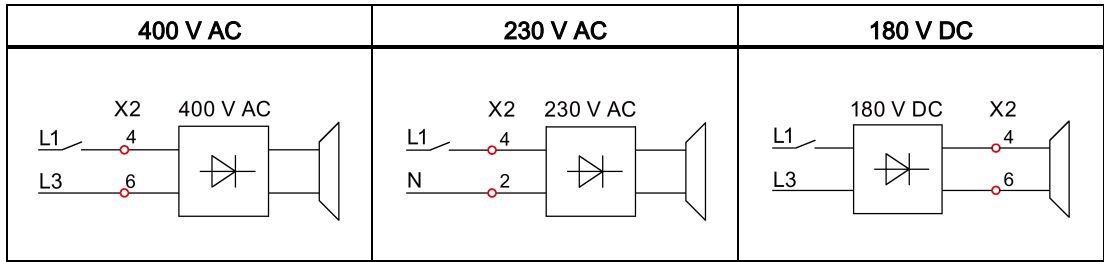 400 V AC 230 V AC 180 V DC
X2 400 V AC X2 230 V AC 180 V DC X2
L1 4 L1 4 L1 4
L3 6 N 2 L3 6